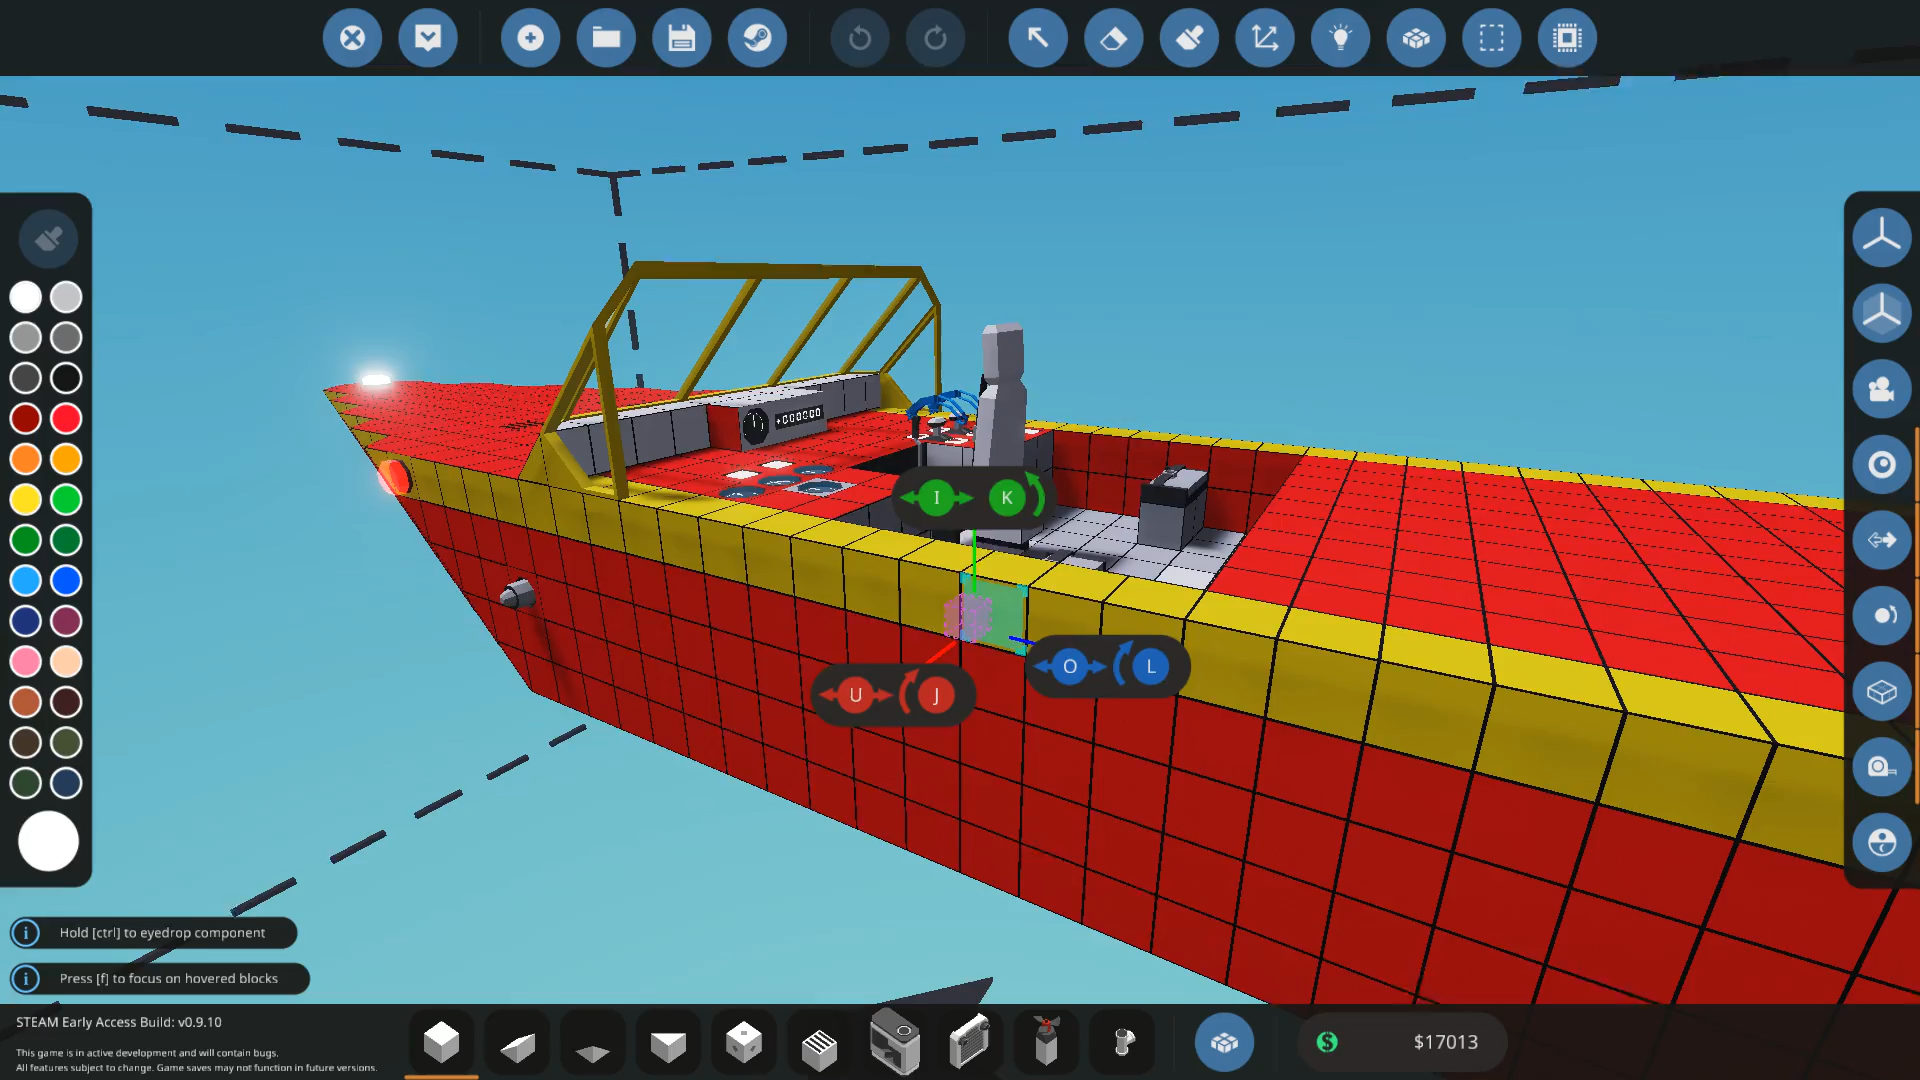 +000000
I
K
O
L
U
J
Hold [ctrl] to eyedrop component
Press [f] to focus on hovered blocks
STEAM Early Access Build: v0.9.10
This game is in active development and will contain bugs.
All features subject to change. Game saves may not function in future versions.
$17013